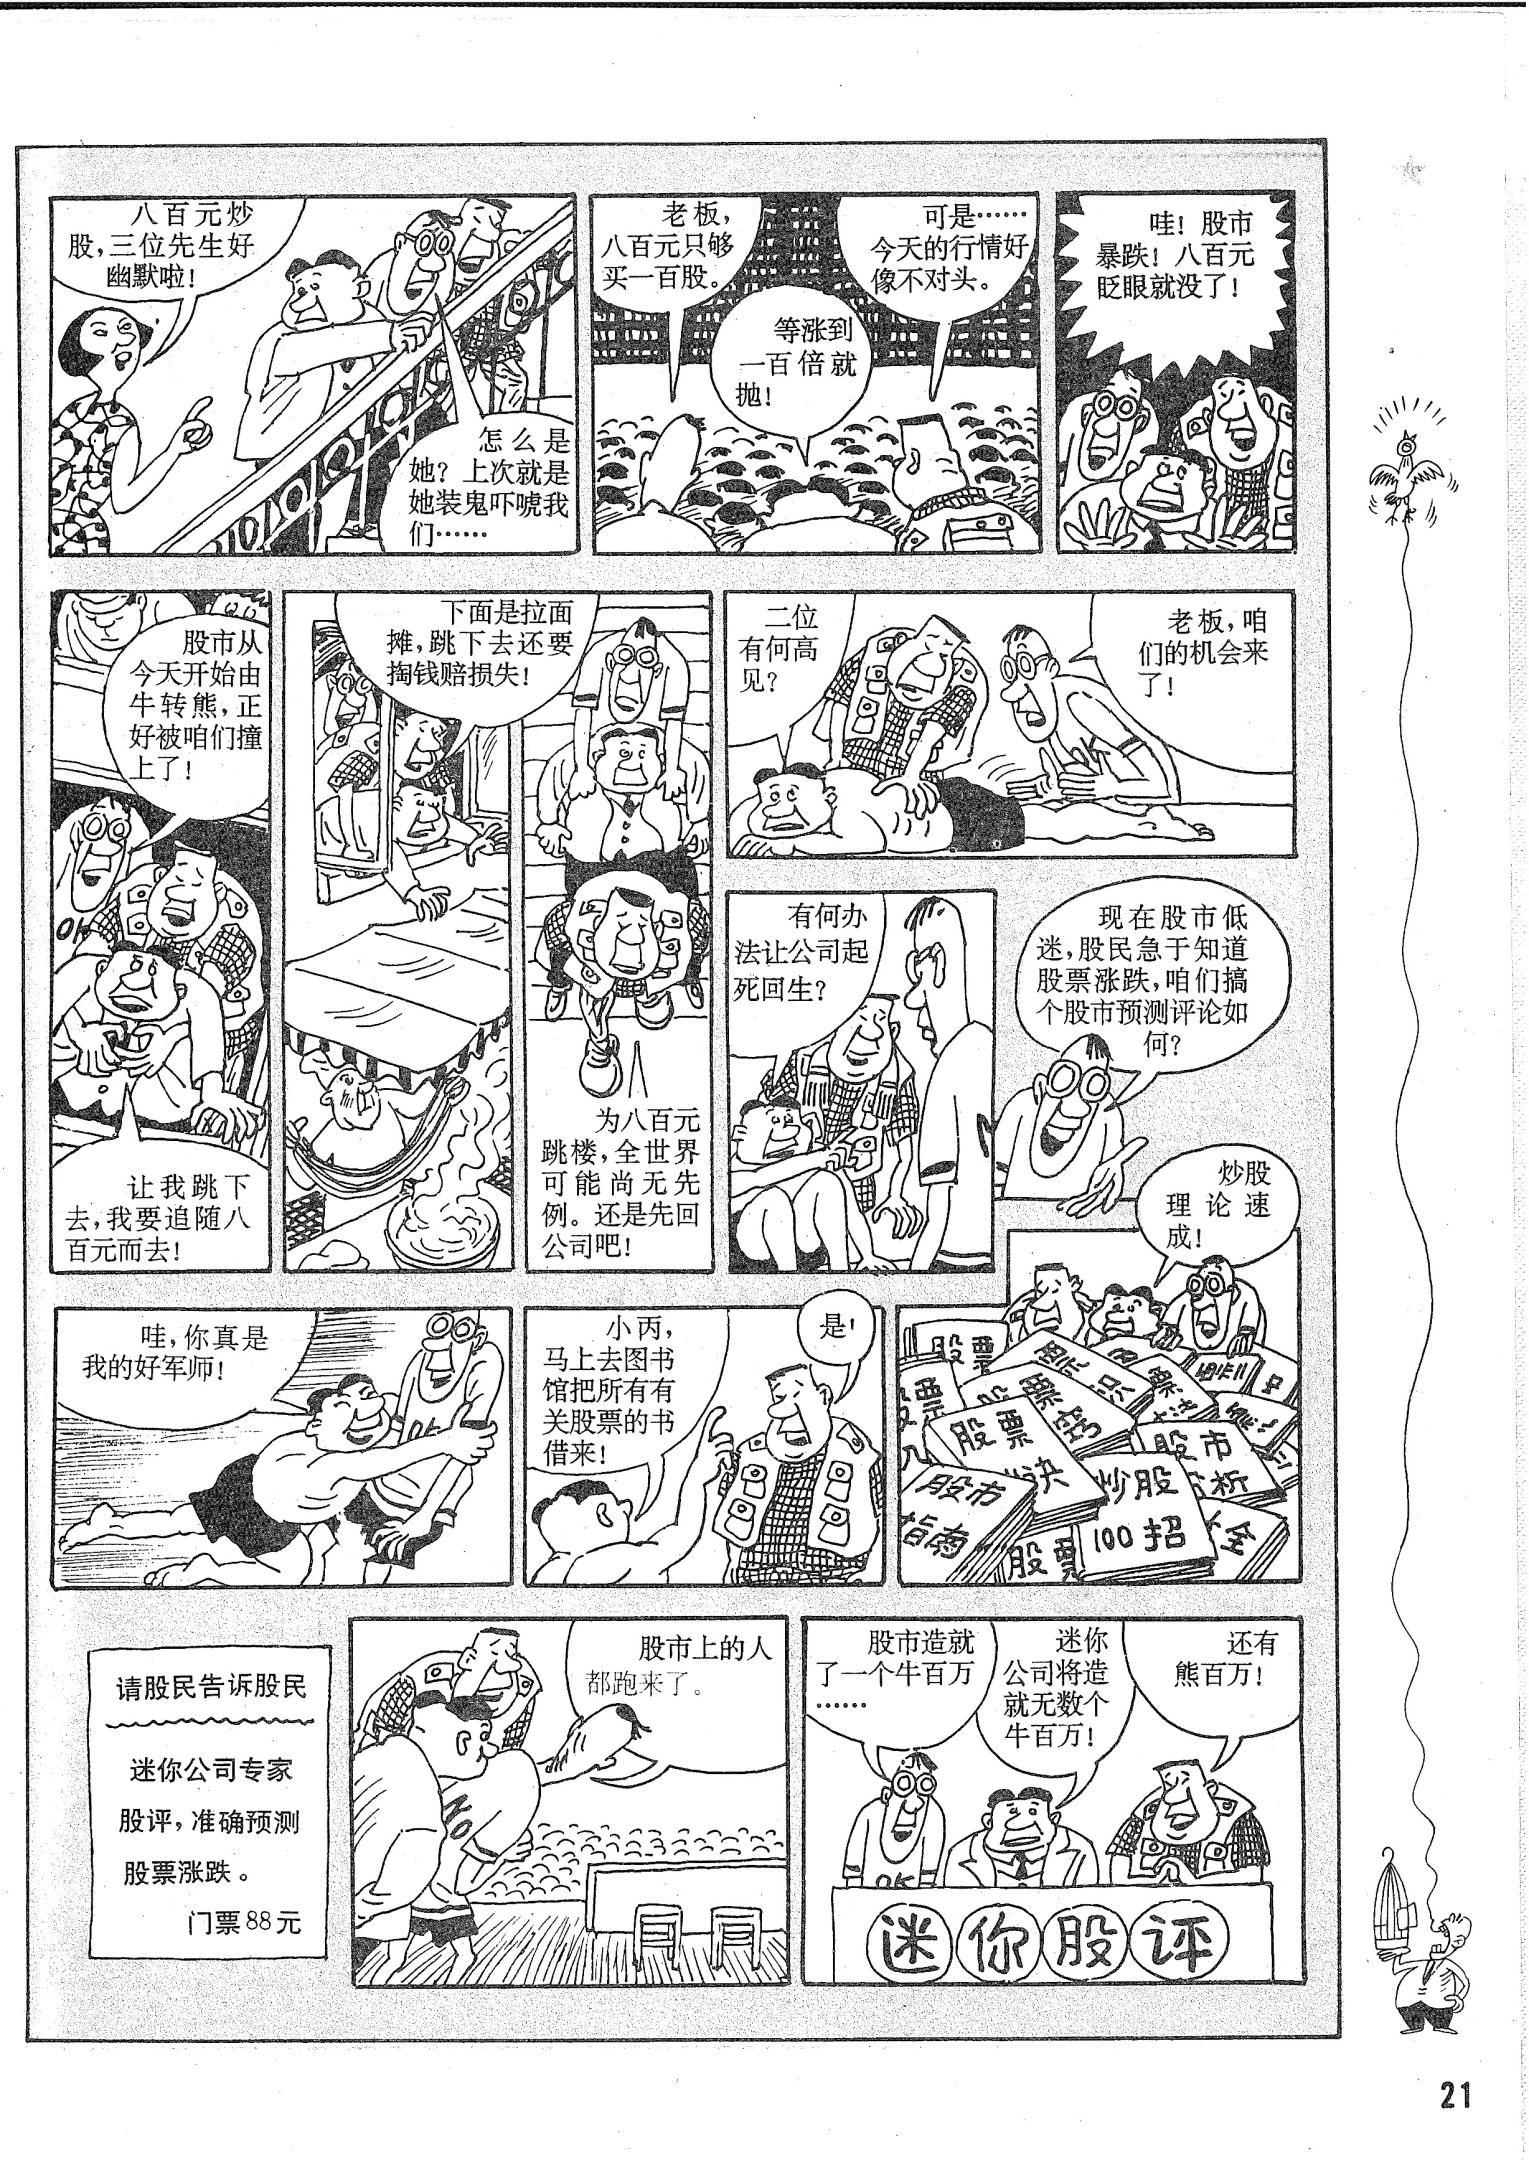 八百元炒
股，三位先生好
幽默啦！
怎么是
她？上次就是
她装鬼吓唬我
们……
老板，
八百元只够
买一百股。
等涨到
一百倍就
抛！
可是……
今天的行情好
像不对头。
哇！股市
暴跌！八百元
眨眼就没了！
股市从
今天开始由
牛转熊，正
好被咱们撞
上了！
OK
让我跳下
去，我要追随八
百元而去！
下面是拉面
摊，跳下去还要
掏钱赔损失！
为八百元
跳楼，全世界
可能尚无先
例。还是先回
公司吧！
二位
有何高
见？
老板，咱
们的机会来
了！
OK
有何办
法让公司起
死回生？
现在股市低
迷，股民急于知道
股票涨跌，咱们搞
个股市预测评论如
何？
哇，你真是
我的好军师！
OK
小丙，
马上去图书
馆把所有有
关股票的书
借来！
是！
炒股
理论速
成！
股票
股票
股市
股市
指南
炒股
100招
股票
大全
请股民告诉股民
迷你公司专家
股评，准确预测
股票涨跌。
门票88元
股市上的人
都跑来了。
NO
股市造就
了一个牛百万
……
迷你
公司将造
就无数个
牛百万！
还有
熊百万！
OK
迷你股评
21